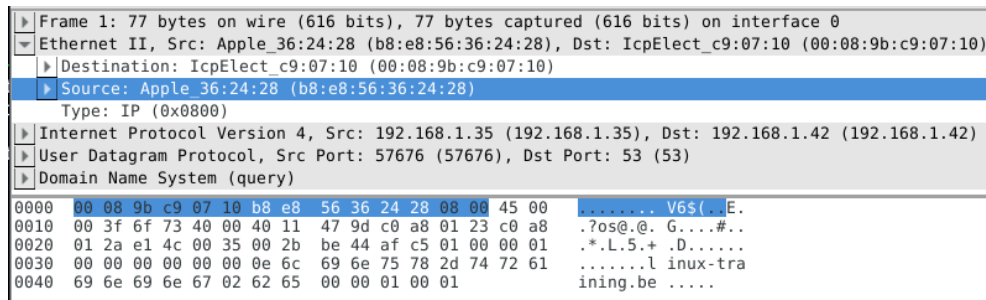 Frame 1: 77 bytes on wire (616 bits), 77 bytes captured (616 bits) on interface 0
Ethernet II, Src: Apple_36:24:28 (b8:e8:56:36:24:28), Dst: IcpElect_c9:07:10 (00:08:9b:c9:07:10)
Destination: IcpElect_c9:07:10 (00:08:9b:c9:07:10)
Source: Apple_36:24:28 (b8:e8:56:36:24:28)
Type: IP (0x0800)
Internet Protocol Version 4, Src: 192.168.1.35 (192.168.1.35), Dst: 192.168.1.42 (192.168.1.42)
User Datagram Protocol, Src Port: 57676 (57676), Dst Port: 53 (53)
Domain Name System (query)
0000 00 08 9b c9 07 10 b8 e8 56 36 24 28 08 00 45 00 ........ V6$(..E.
0010 00 3f 6f 73 40 00 40 11 47 9d c0 a8 01 23 c0 a8 .?os@.@. G....#..
0020 01 2a e1 4c 00 35 00 2b be 44 af c5 01 00 00 01 .*.L.5.+ .D......
0030 00 00 00 00 00 00 0e 6c 69 6e 75 78 2d 74 72 61 .......l inux-tra
0040 69 6e 69 6e 67 02 62 65 00 00 01 00 01 ining.be .....